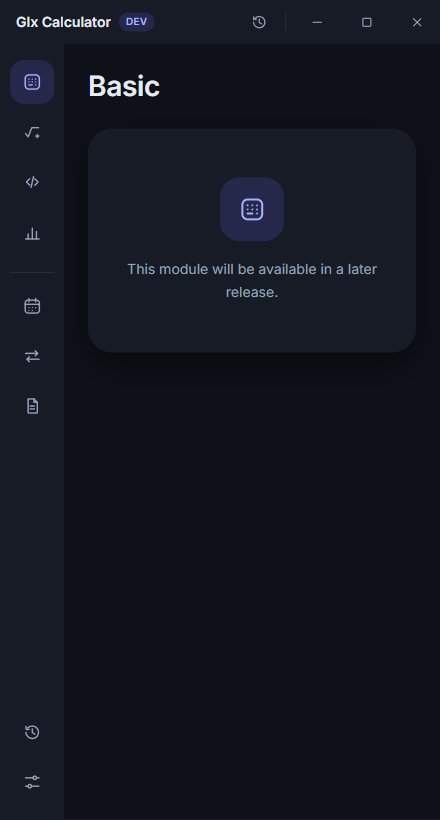 Glx Calculator DEV
Basic
This module will be available in a later
release.